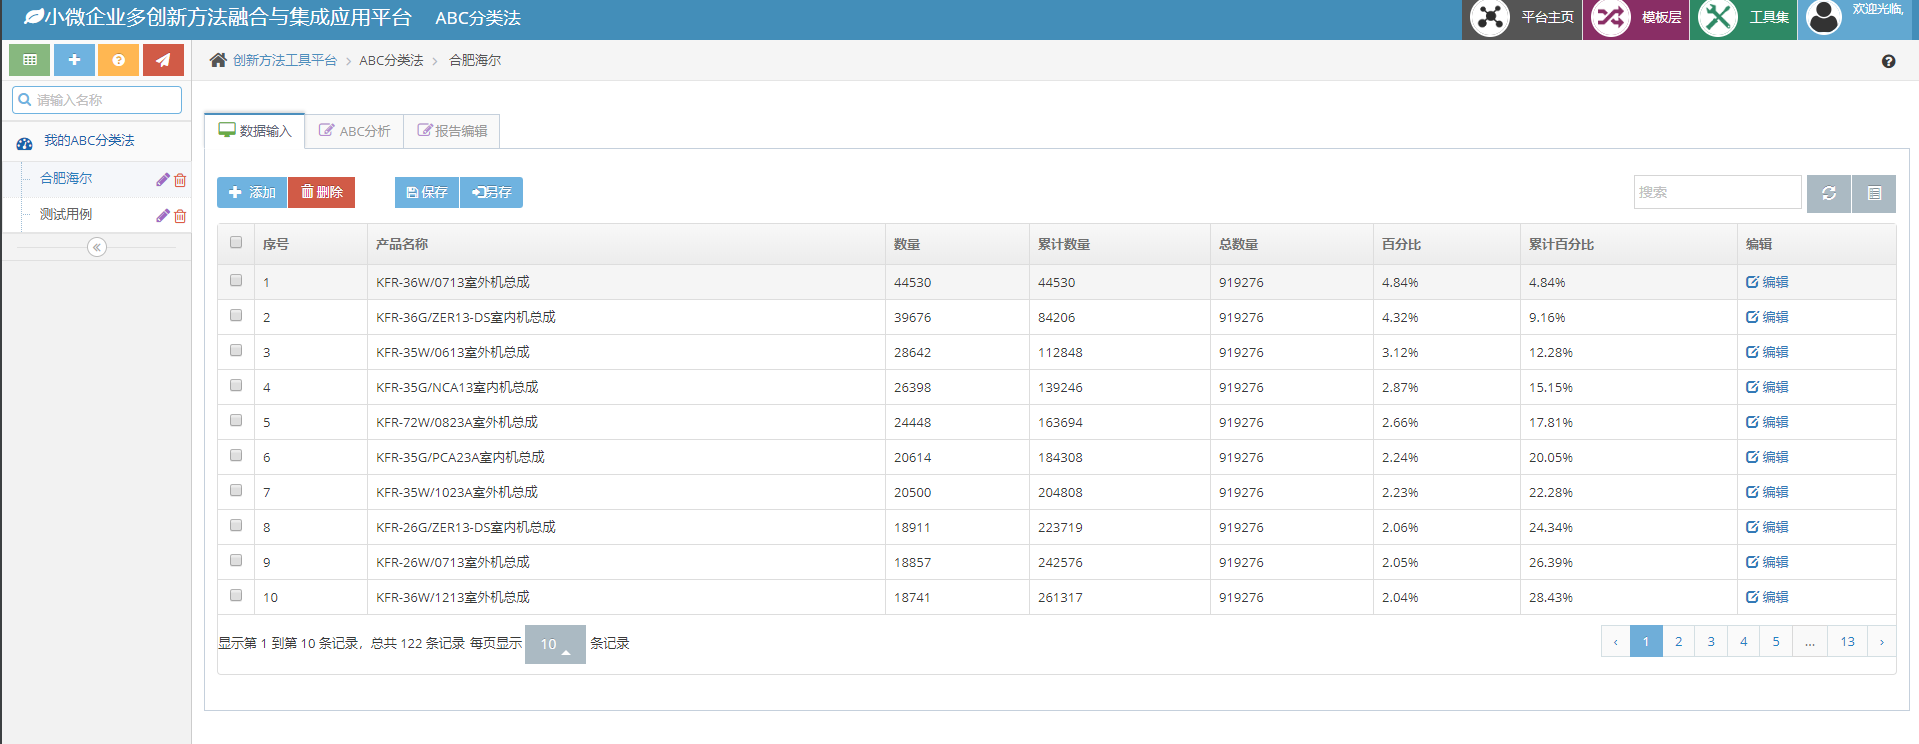 小微企业多创新方法融合与集成应用平台 ABC分类法
平台主页 模板层 工具集 欢迎光临,
创新方法工具平台 › ABC分类法 › 合肥海尔
请输入名称
我的ABC分类法
合肥海尔
测试用例
数据输入 ABC分析 报告编辑
添加 删除 保存 另存 搜索
序号 产品名称 数量 累计数量 总数量 百分比 累计百分比 编辑
1 KFR-36W/0713室外机总成 44530 44530 919276 4.84% 4.84% 编辑
2 KFR-36G/ZER13-DS室内机总成 39676 84206 919276 4.32% 9.16% 编辑
3 KFR-35W/0613室外机总成 28642 112848 919276 3.12% 12.28% 编辑
4 KFR-35G/NCA13室内机总成 26398 139246 919276 2.87% 15.15% 编辑
5 KFR-72W/0823A室外机总成 24448 163694 919276 2.66% 17.81% 编辑
6 KFR-35G/PCA23A室内机总成 20614 184308 919276 2.24% 20.05% 编辑
7 KFR-35W/1023A室外机总成 20500 204808 919276 2.23% 22.28% 编辑
8 KFR-26G/ZER13-DS室内机总成 18911 223719 919276 2.06% 24.34% 编辑
9 KFR-26W/0713室外机总成 18857 242576 919276 2.05% 26.39% 编辑
10 KFR-36W/1213室外机总成 18741 261317 919276 2.04% 28.43% 编辑
显示第 1 到第 10 条记录，总共 122 条记录 每页显示 10 条记录 ‹ 1 2 3 4 5 ... 13 ›